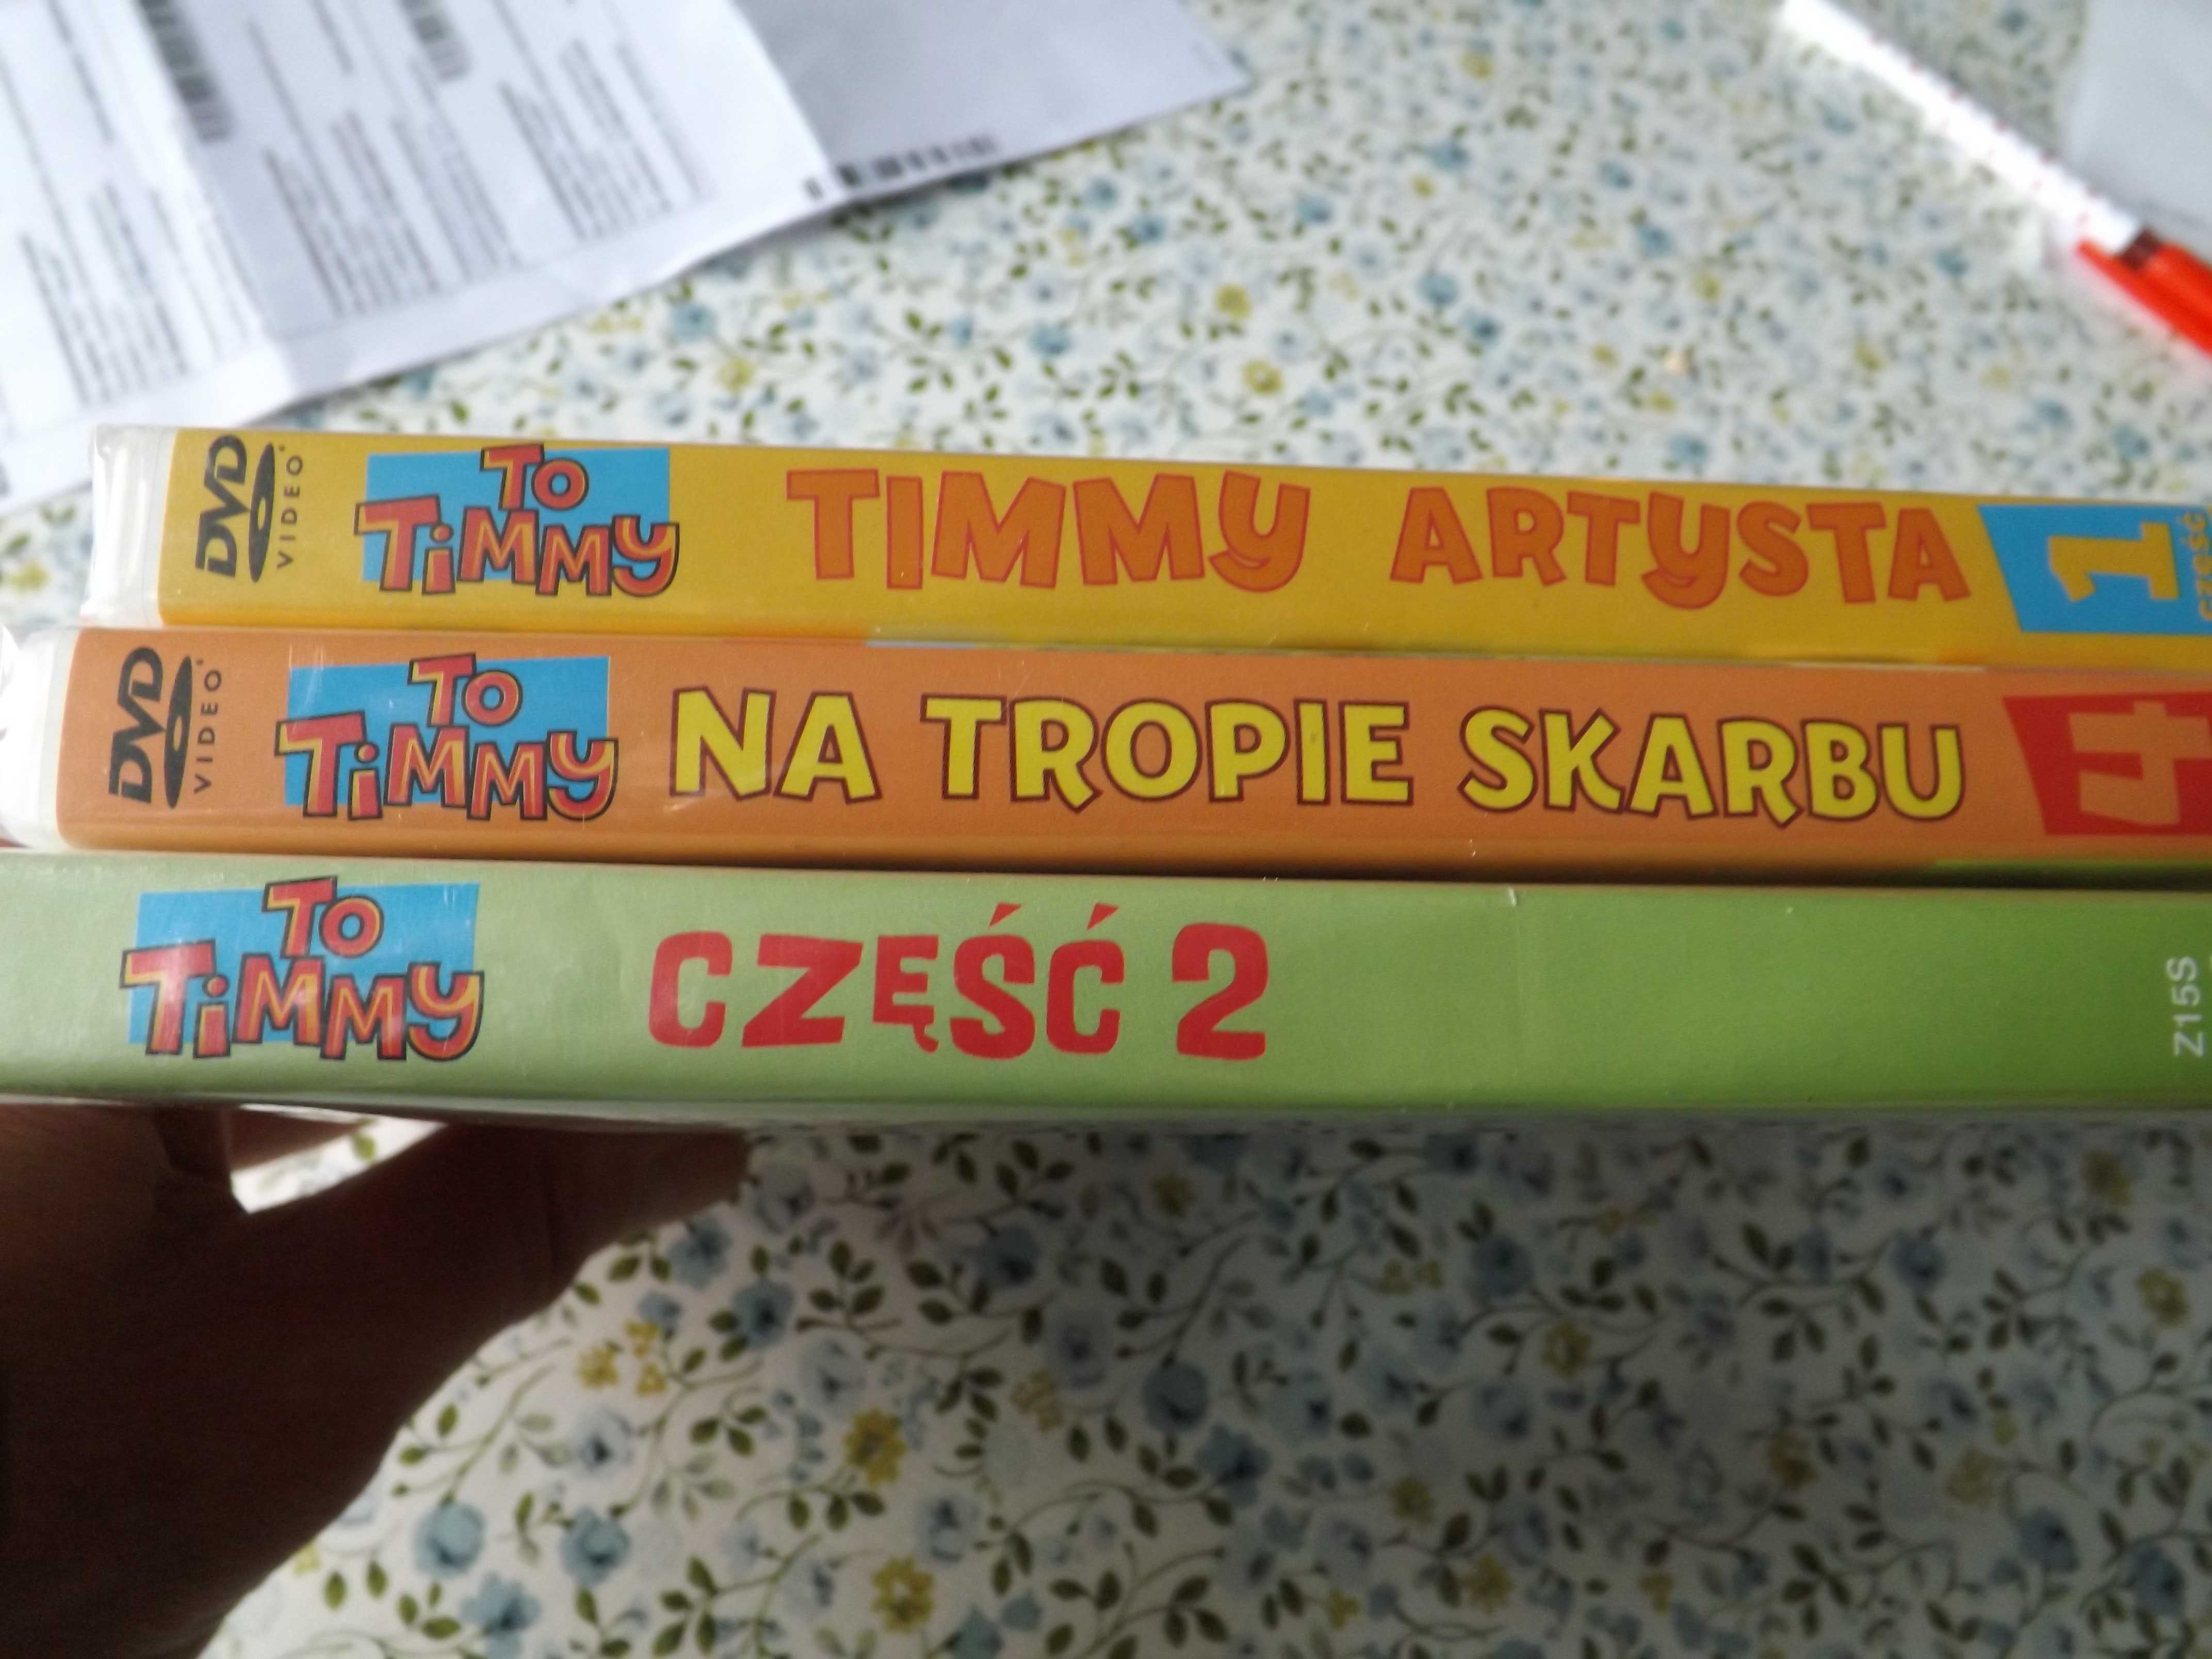 DVD VIDEO TO TIMMY TIMMY ARTYSTA 1 CZĘŚĆ
DVD VIDEO TO TIMMY NA TROPIE SKARBU 4
TO TIMMY CZĘŚĆ 2 Z15S